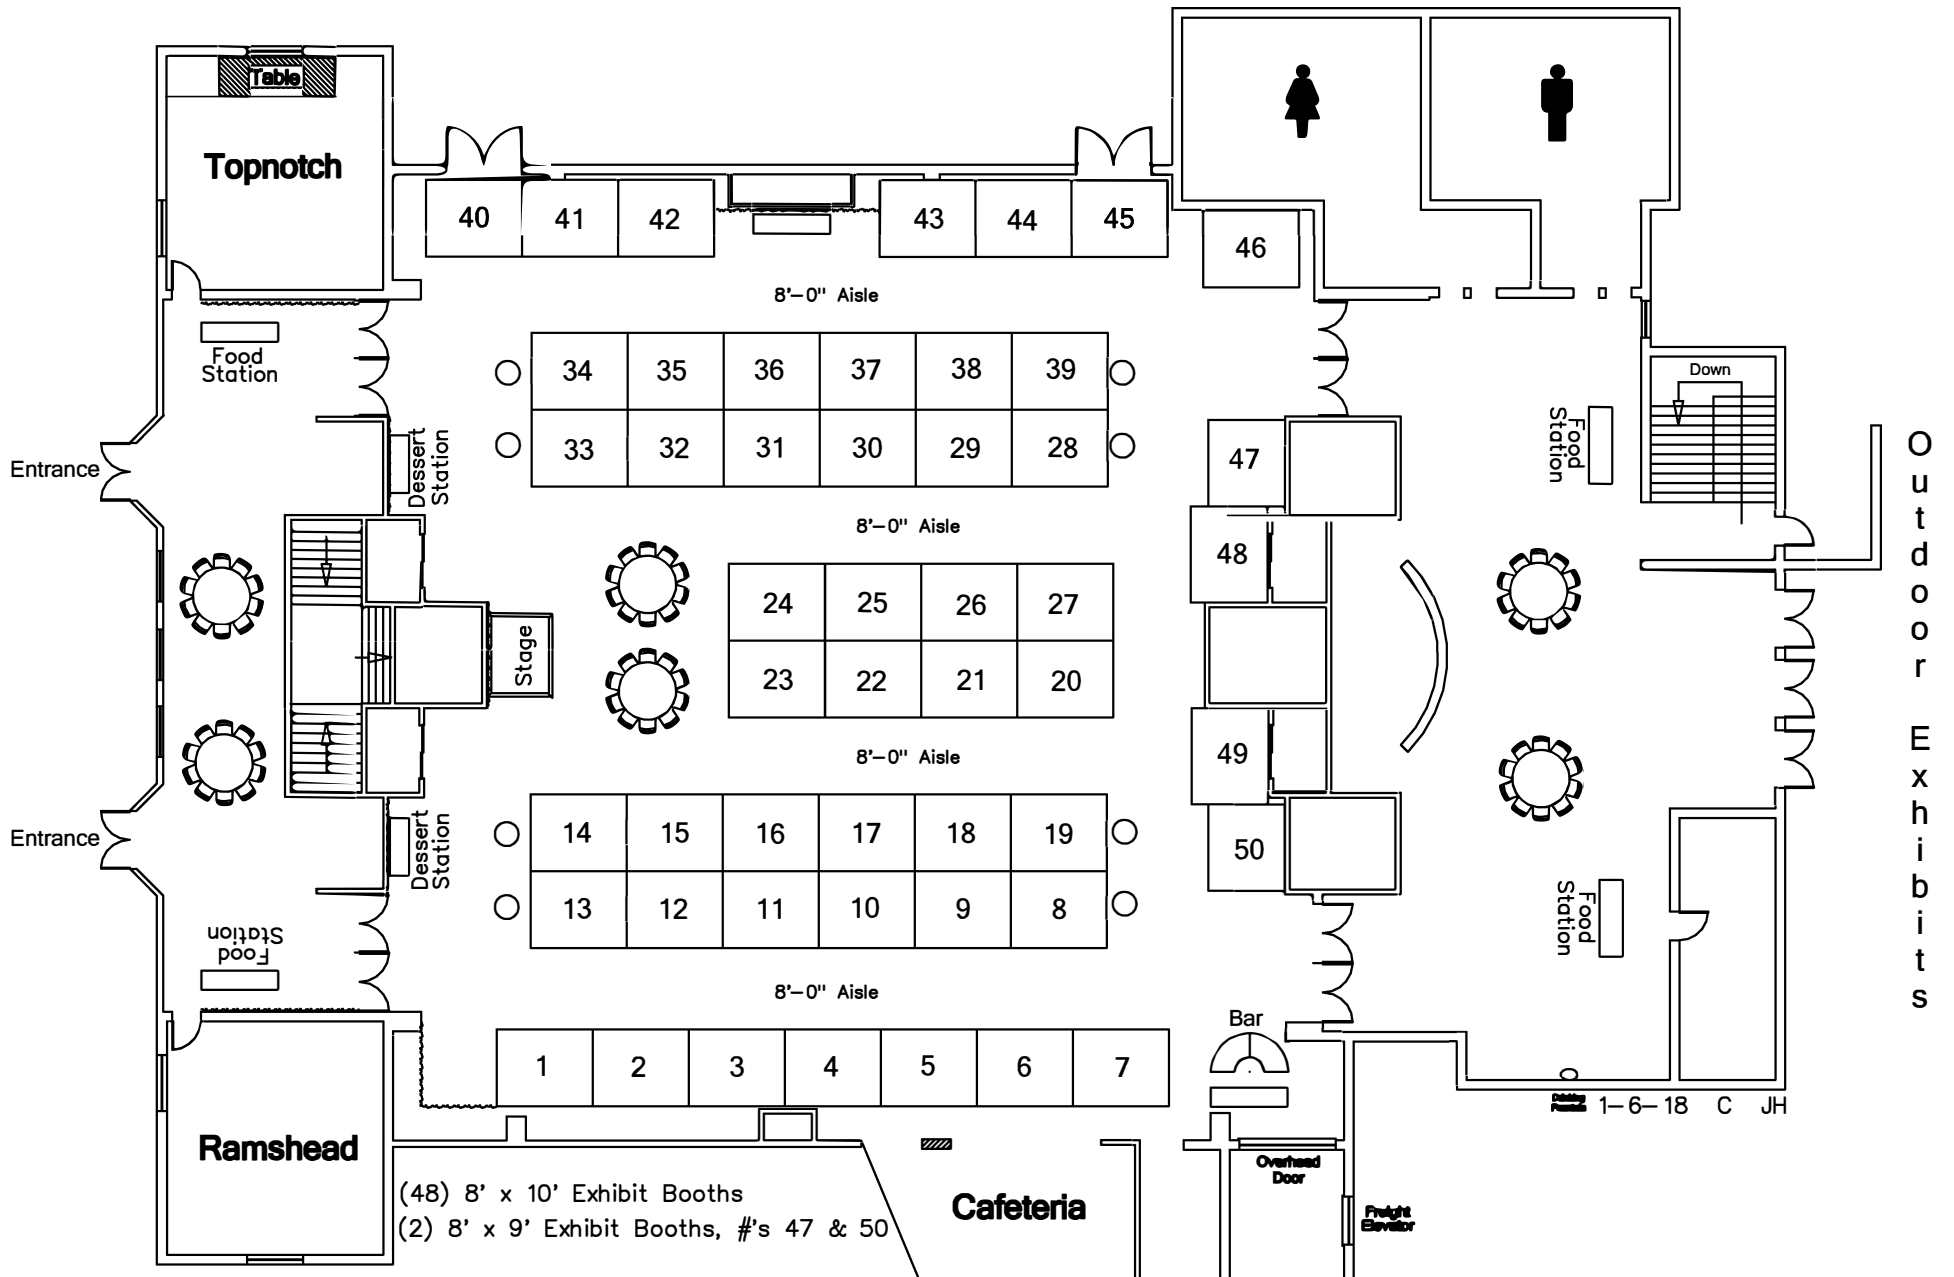 Table
Topnotch
40 41 42 43 44 45
46
8'-0" Aisle
Food
Station
34 35 36 37 38 39
33 32 31 30 29 28
Down
Food
Station
Dessert
Station
Entrance
47
8'-0" Aisle
48
24 25 26 27
23 22 21 20
Stage
49
8'-0" Aisle
Outdoor Exhibits
14 15 16 17 18 19
13 12 11 10 9 8
50
Entrance
Dessert
Station
Food
Station
Food
Station
8'-0" Aisle
Bar
1 2 3 4 5 6 7
Drinking
Fountain
1-6-18 C JH
Ramshead
Overhead
Door
(48) 8' x 10' Exhibit Booths
(2) 8' x 9' Exhibit Booths, #'s 47 & 50
Cafeteria
Freight
Elevator